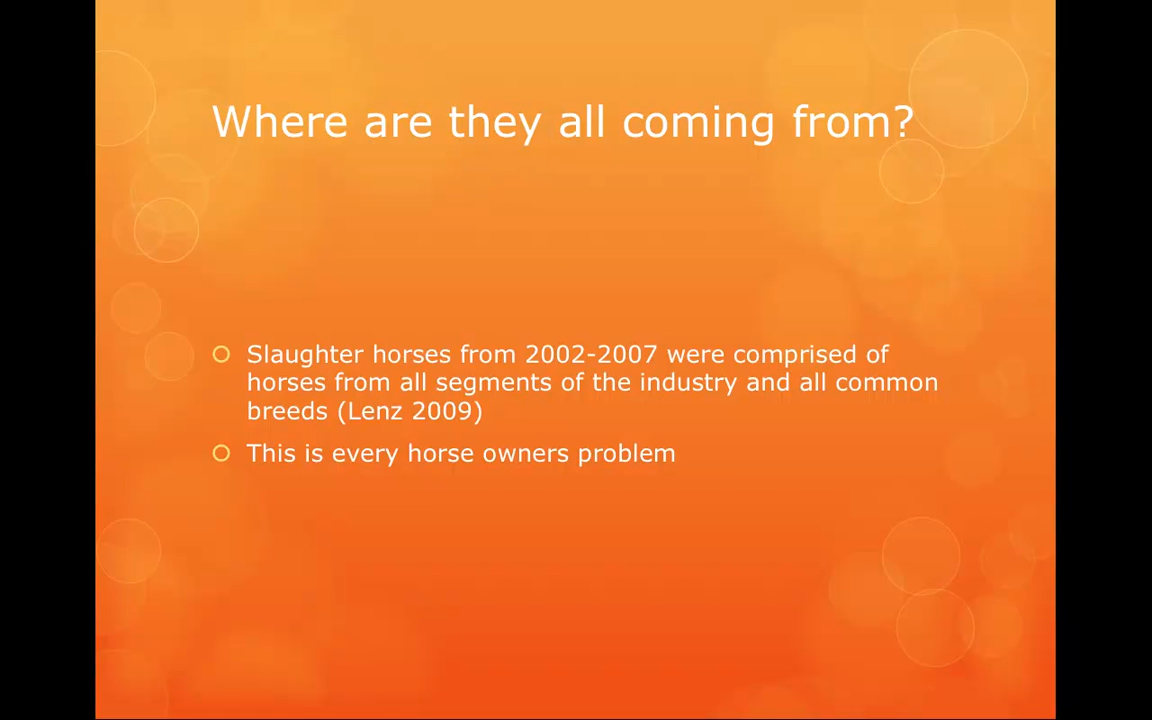 Where are they all coming from?
Slaughter horses from 2002-2007 were comprised of
horses from all segments of the industry and all common
breeds (Lenz 2009)
This is every horse owners problem